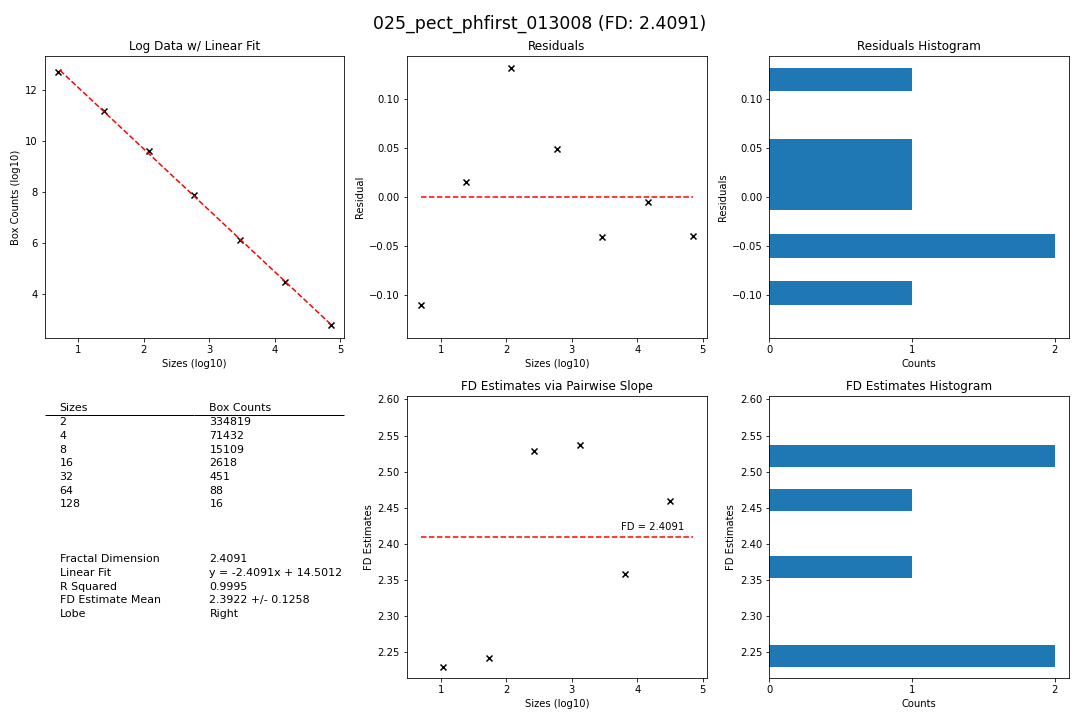 025_pect_phfirst_013008 (FD: 2.4091)
Log Data w/ Linear Fit
Box Counts (log10)
12
10
8
6
4
1 2 3 4 5
Sizes (log10)
Residuals
Residual
0.10
0.05
0.00
−0.05
−0.10
1 2 3 4 5
Sizes (log10)
Residuals Histogram
Residuals
0.10
0.05
0.00
−0.05
−0.10
0 1 2
Counts
Sizes Box Counts
2 334819
4 71432
8 15109
16 2618
32 451
64 88
128 16
Fractal Dimension 2.4091
Linear Fit y = -2.4091x + 14.5012
R Squared 0.9995
FD Estimate Mean 2.3922 +/- 0.1258
Lobe Right
FD Estimates via Pairwise Slope
FD Estimates
2.60
2.55
2.50
2.45
2.40
2.35
2.30
2.25
FD = 2.4091
1 2 3 4 5
Sizes (log10)
FD Estimates Histogram
FD Estimates
2.60
2.55
2.50
2.45
2.40
2.35
2.30
2.25
0 1 2
Counts